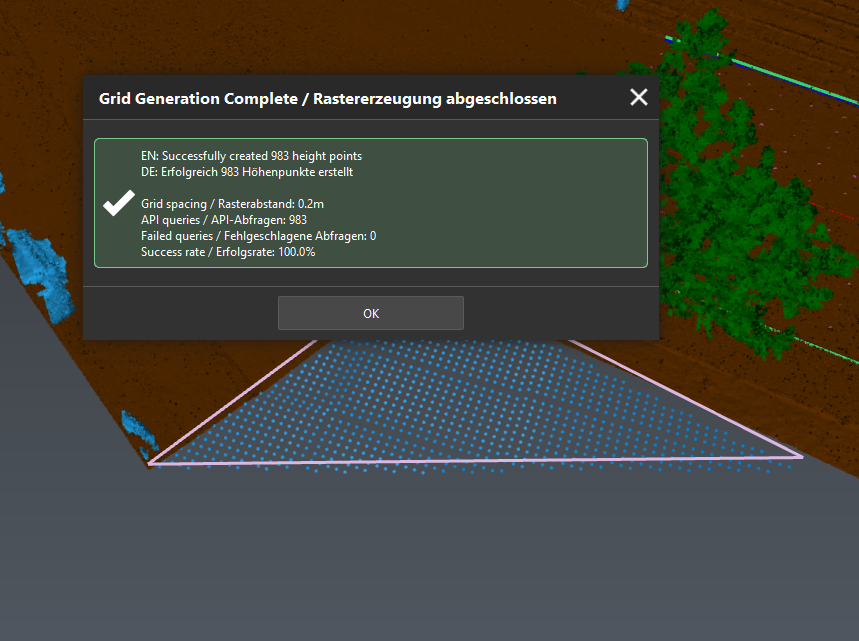 Grid Generation Complete / Rastererzeugung abgeschlossen
EN: Successfully created 983 height points
DE: Erfolgreich 983 Höhenpunkte erstellt
Grid spacing / Rasterabstand: 0.2m
API queries / API-Abfragen: 983
Failed queries / Fehlgeschlagene Abfragen: 0
Success rate / Erfolgsrate: 100.0%
OK